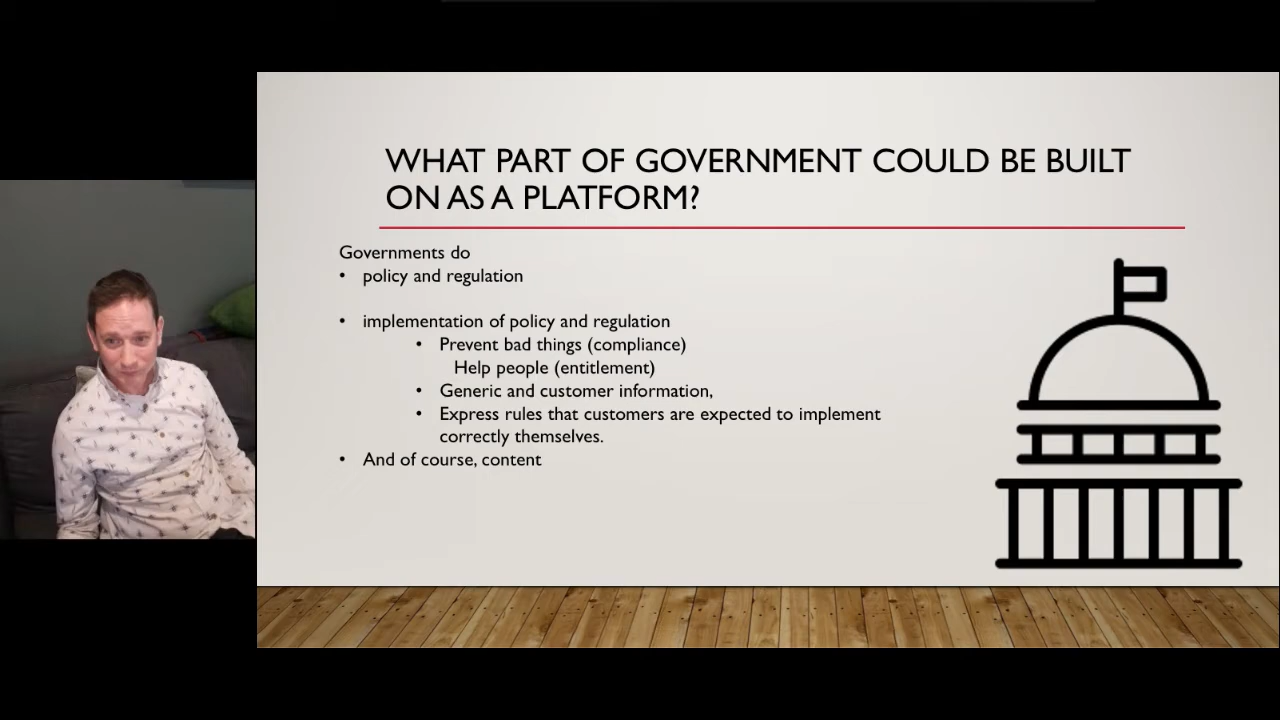 WHAT PART OF GOVERNMENT COULD BE BUILT
ON AS A PLATFORM?
Governments do
• policy and regulation
• implementation of policy and regulation
• Prevent bad things (compliance)
Help people (entitlement)
• Generic and customer information,
• Express rules that customers are expected to implement
correctly themselves.
• And of course, content